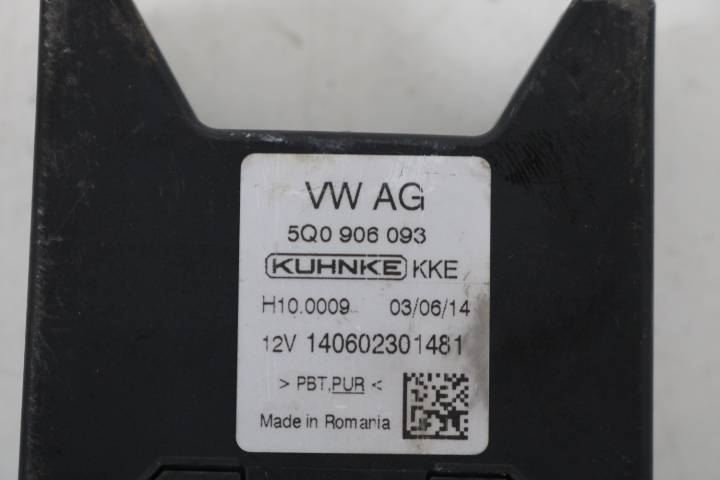 VW AG
5Q0 906 093
KUHNKE KKE
H10.0009 03/06/14
12V 140602301481
> PBT,PUR <
Made in Romania